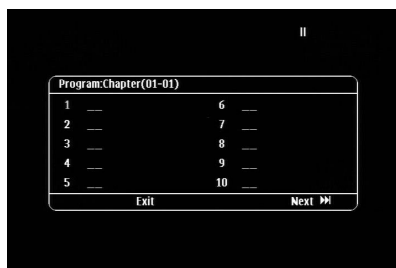 Program:Chapter(01-01)
1 __ 6 __
2 __ 7 __
3 __ 8 __
4 __ 9 __
5 __ 10 __
Exit Next